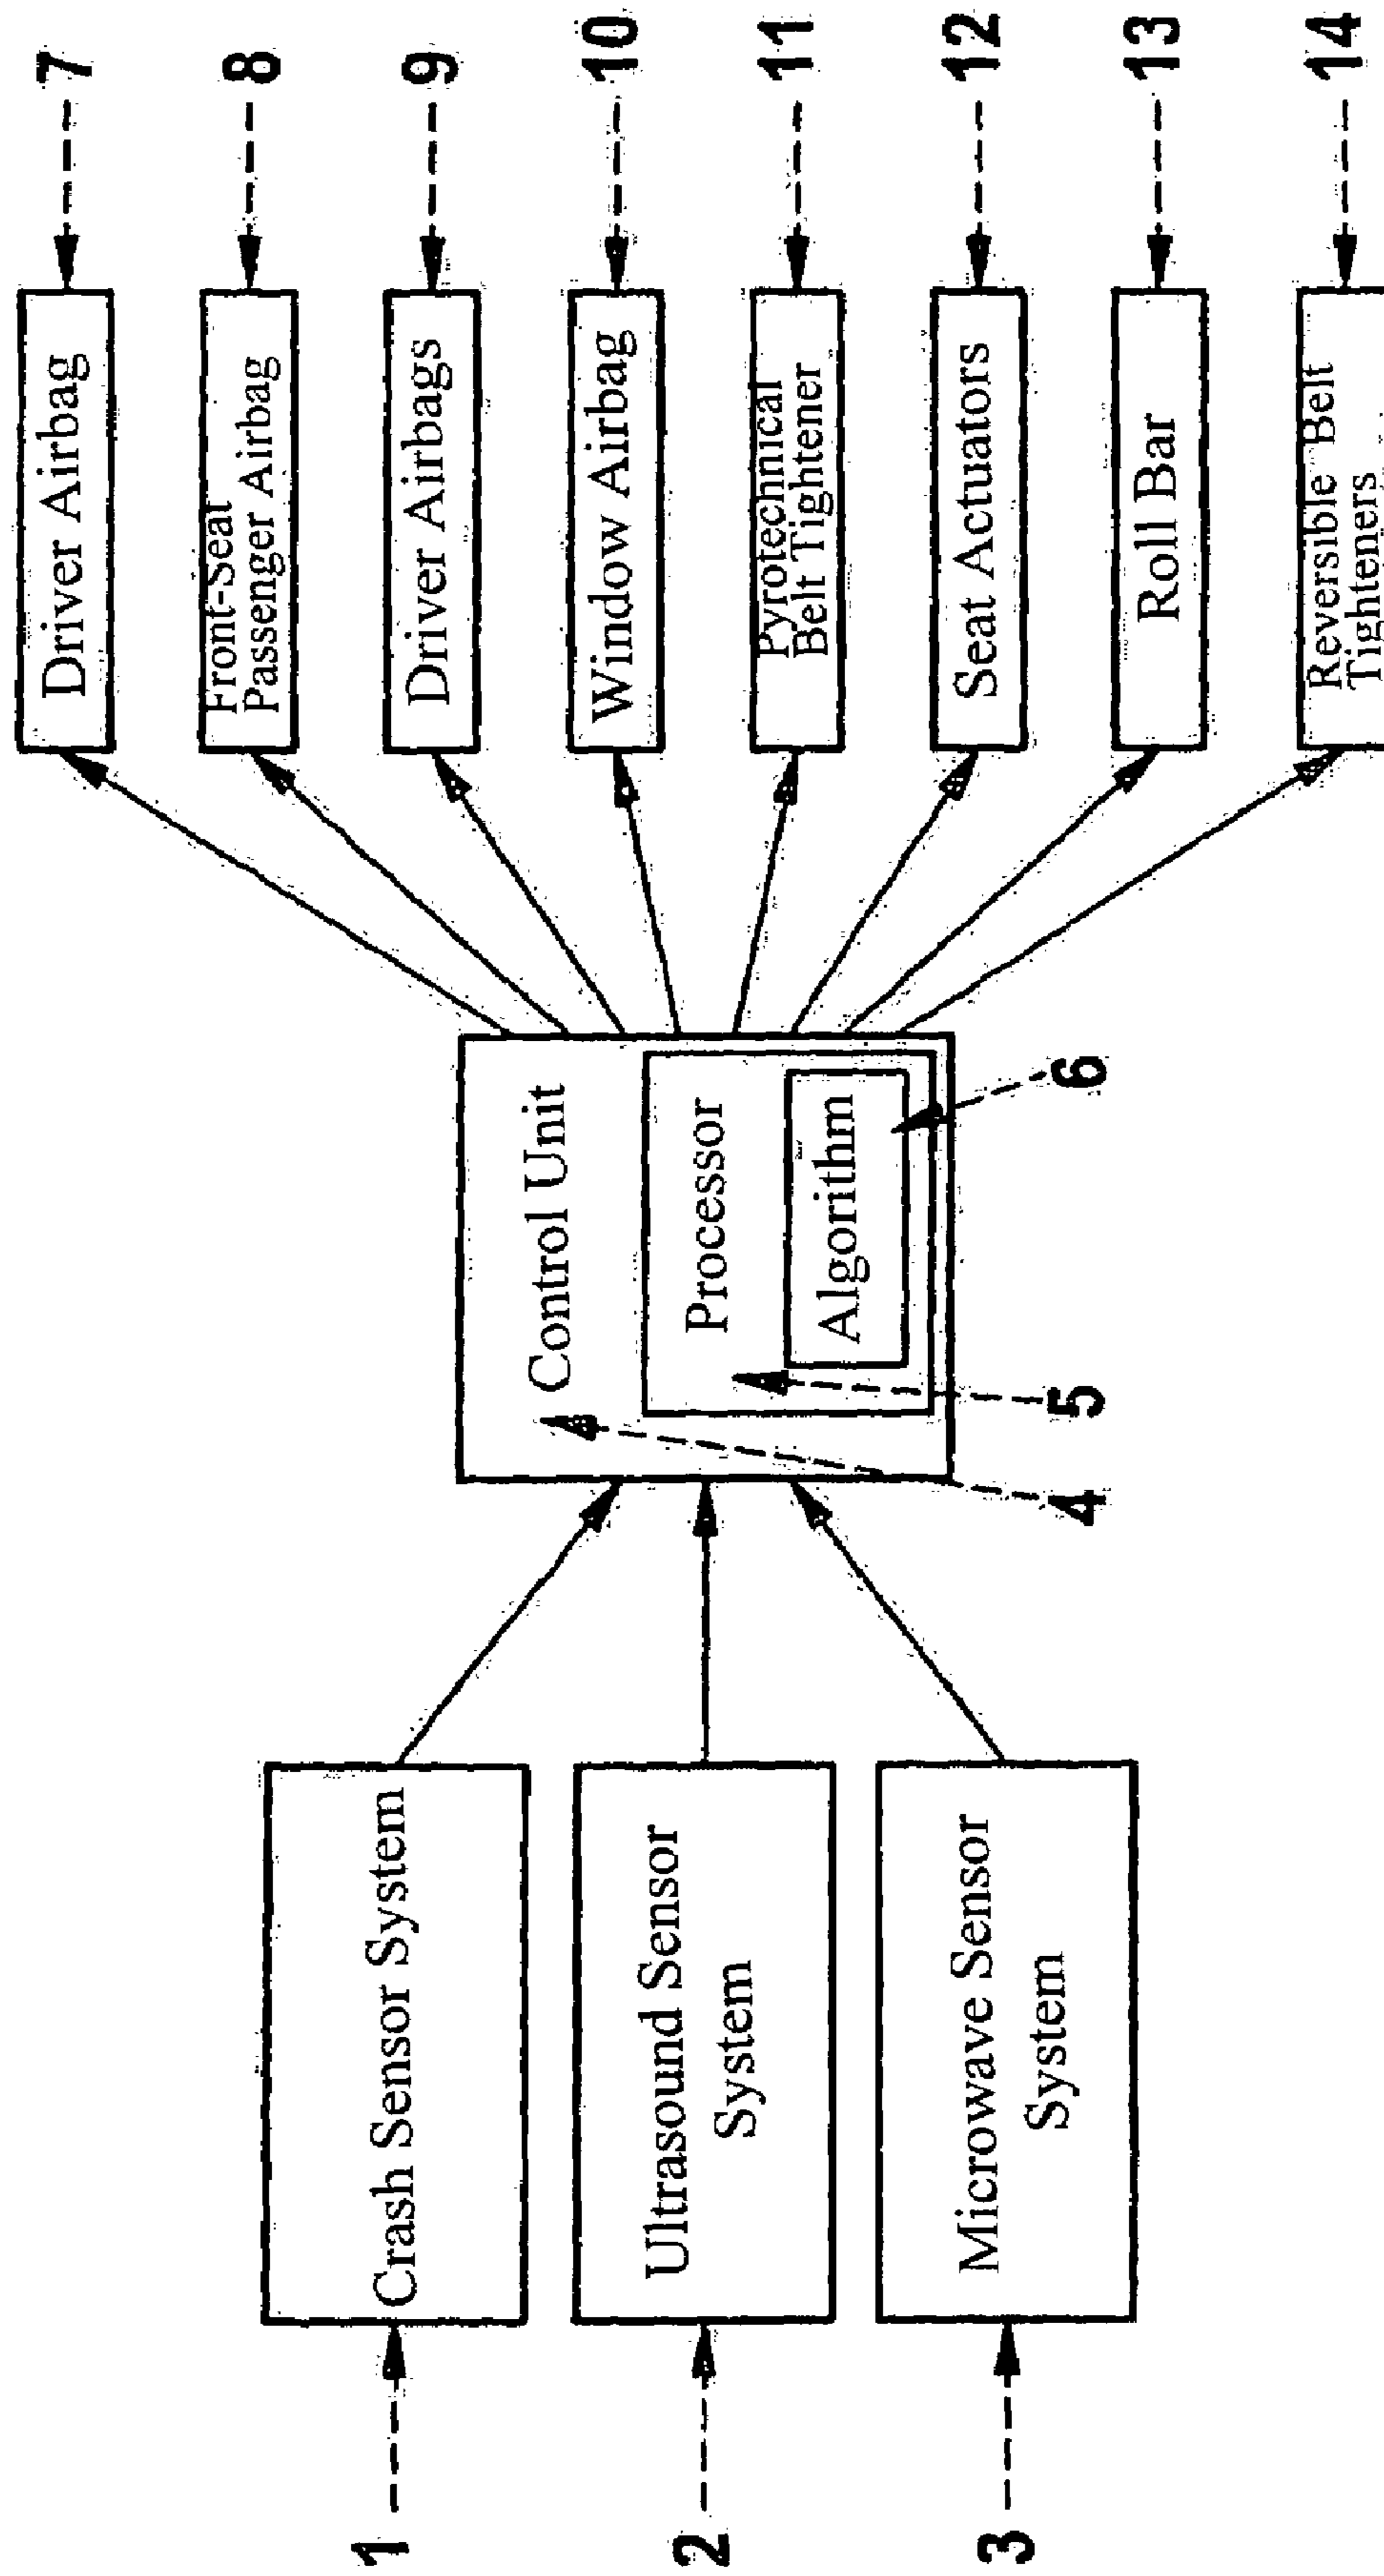 1
Crash Sensor System
2
Ultrasound Sensor
System
3
Microwave Sensor
System
Control Unit
Processor
Algorithm
4
5
6
Driver Airbag
7
Front-Seat
Passenger Airbag
8
Driver Airbags
9
Window Airbag
10
Pyrotechnical
Belt Tightener
11
Seat Actuators
12
Roll Bar
13
Reversible Belt
Tighteners
14